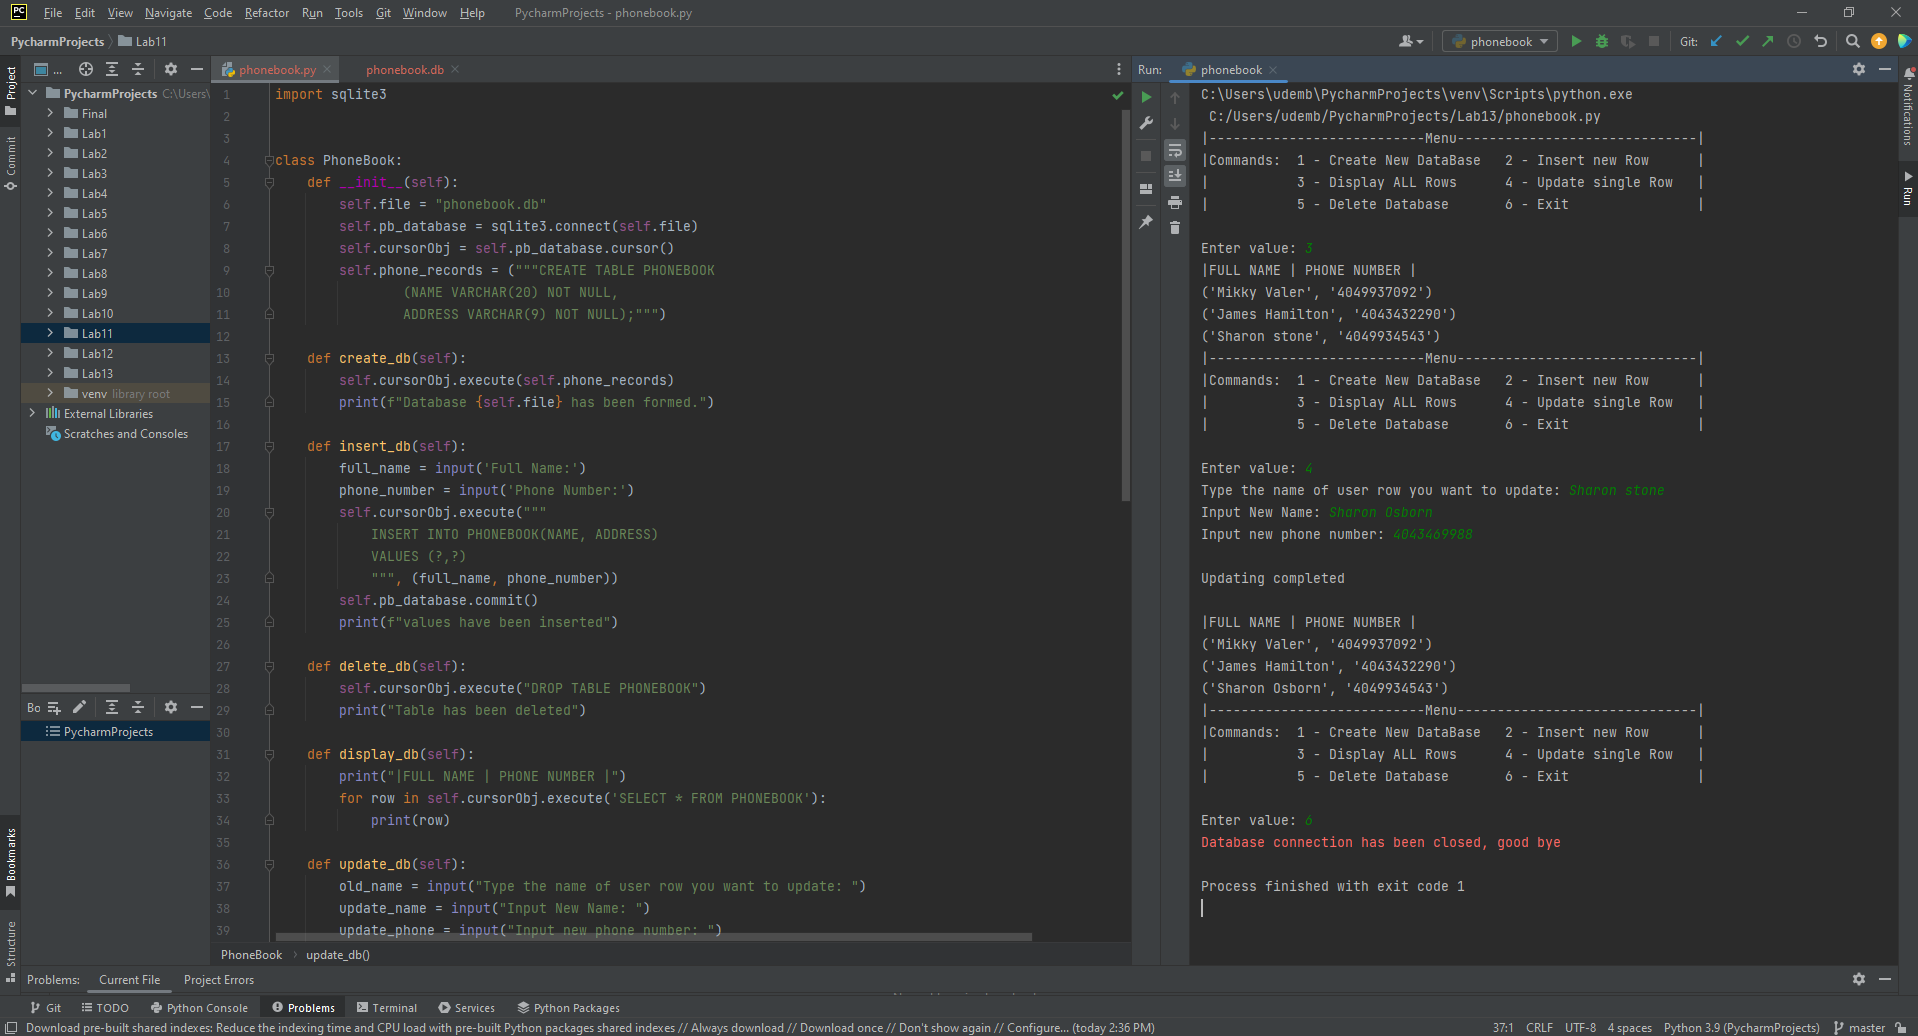 PC File Edit View Navigate Code Refactor Run Tools Git Window Help PycharmProjects - phonebook.py
PycharmProjects Lab11 phonebook Git:
Project
Commit
Bookmarks
Structure
...
PycharmProjects C:\Users\
Final
Lab1
Lab2
Lab3
Lab4
Lab5
Lab6
Lab7
Lab8
Lab9
Lab10
Lab11
Lab12
Lab13
venv library root
External Libraries
Scratches and Consoles
Bo
PycharmProjects
phonebook.py phonebook.db
1 import sqlite3
2
3
4 class PhoneBook:
5 def __init__(self):
6 self.file = "phonebook.db"
7 self.pb_database = sqlite3.connect(self.file)
8 self.cursorObj = self.pb_database.cursor()
9 self.phone_records = ("""CREATE TABLE PHONEBOOK
10 (NAME VARCHAR(20) NOT NULL,
11 ADDRESS VARCHAR(9) NOT NULL);""")
12
13 def create_db(self):
14 self.cursorObj.execute(self.phone_records)
15 print(f"Database {self.file} has been formed.")
16
17 def insert_db(self):
18 full_name = input('Full Name:')
19 phone_number = input('Phone Number:')
20 self.cursorObj.execute("""
21 INSERT INTO PHONEBOOK(NAME, ADDRESS)
22 VALUES (?,?)
23 """, (full_name, phone_number))
24 self.pb_database.commit()
25 print(f"values have been inserted")
26
27 def delete_db(self):
28 self.cursorObj.execute("DROP TABLE PHONEBOOK")
29 print("Table has been deleted")
30
31 def display_db(self):
32 print("|FULL NAME | PHONE NUMBER |")
33 for row in self.cursorObj.execute('SELECT * FROM PHONEBOOK'):
34 print(row)
35
36 def update_db(self):
37 old_name = input("Type the name of user row you want to update: ")
38 update_name = input("Input New Name: ")
39 update_phone = input("Input new phone number: ")
PhoneBook update_db()
Run: phonebook
C:\Users\udemb\PycharmProjects\venv\Scripts\python.exe
C:/Users/udemb/PycharmProjects/Lab13/phonebook.py
|---------------------------Menu------------------------------|
|Commands: 1 - Create New DataBase 2 - Insert new Row |
| 3 - Display ALL Rows 4 - Update single Row |
| 5 - Delete Database 6 - Exit |
Enter value: 3
|FULL NAME | PHONE NUMBER |
('Mikky Valer', '4049937092')
('James Hamilton', '4043432290')
('Sharon stone', '4049934543')
|---------------------------Menu------------------------------|
|Commands: 1 - Create New DataBase 2 - Insert new Row |
| 3 - Display ALL Rows 4 - Update single Row |
| 5 - Delete Database 6 - Exit |
Enter value: 4
Type the name of user row you want to update: Sharon stone
Input New Name: Sharon Osborn
Input new phone number: 4043469988
Updating completed
|FULL NAME | PHONE NUMBER |
('Mikky Valer', '4049937092')
('James Hamilton', '4043432290')
('Sharon Osborn', '4049934543')
|---------------------------Menu------------------------------|
|Commands: 1 - Create New DataBase 2 - Insert new Row |
| 3 - Display ALL Rows 4 - Update single Row |
| 5 - Delete Database 6 - Exit |
Enter value: 6
Database connection has been closed, good bye
Process finished with exit code 1
Notifications
Run
Problems: Current File Project Errors
Git TODO Python Console Problems Terminal Services Python Packages
Download pre-built shared indexes: Reduce the indexing time and CPU load with pre-built Python packages shared indexes // Always download // Download once // Don't show again // Configure... (today 2:36 PM) 37:1 CRLF UTF-8 4 spaces Python 3.9 (PycharmProjects) master